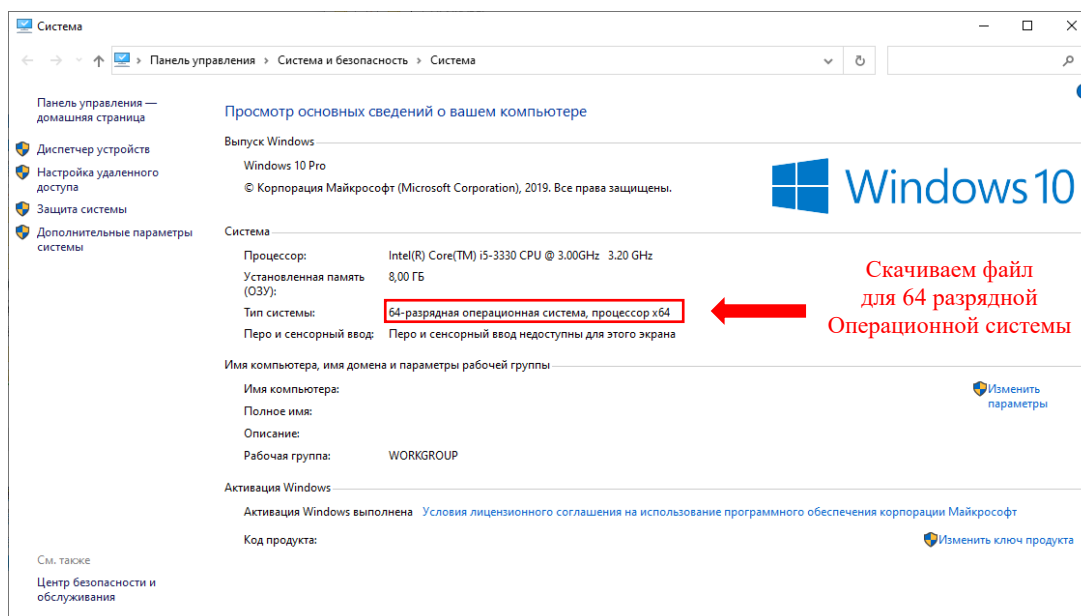 Система
Панель управления › Система и безопасность › Система
Панель управления —
домашняя страница
Диспетчер устройств
Настройка удаленного
доступа
Защита системы
Дополнительные параметры
системы
Просмотр основных сведений о вашем компьютере
Выпуск Windows
Windows 10 Pro
© Корпорация Майкрософт (Microsoft Corporation), 2019. Все права защищены.
Windows 10
Система
Процессор: Intel(R) Core(TM) i5-3330 CPU @ 3.00GHz 3.20 GHz
Установленная память 8,00 ГБ
(ОЗУ):
Тип системы: 64-разрядная операционная система, процессор x64
Перо и сенсорный ввод: Перо и сенсорный ввод недоступны для этого экрана
Скачиваем файл
для 64 разрядной
Операционной системы
Имя компьютера, имя домена и параметры рабочей группы
Имя компьютера:
Полное имя:
Описание:
Рабочая группа: WORKGROUP
Изменить
параметры
Активация Windows
Активация Windows выполнена Условия лицензионного соглашения на использование программного обеспечения корпорации Майкрософт
Код продукта: Изменить ключ продукта
См. также
Центр безопасности и
обслуживания